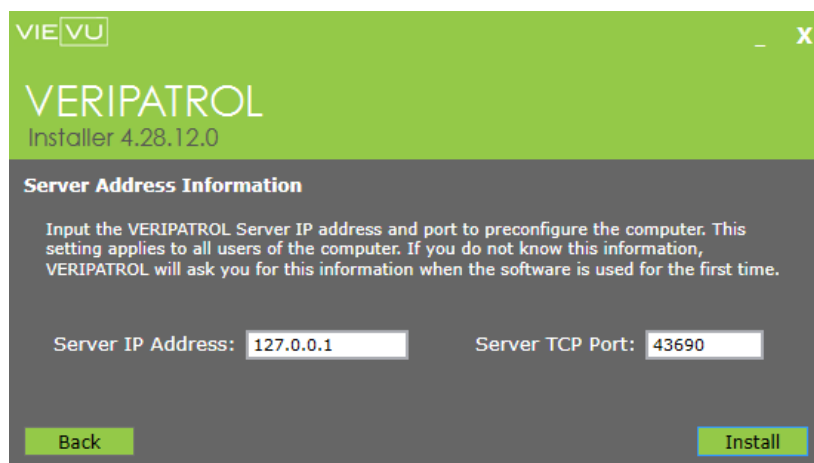 VIEVU
_ X
VERIPATROL
Installer 4.28.12.0
Server Address Information
Input the VERIPATROL Server IP address and port to preconfigure the computer. This
setting applies to all users of the computer. If you do not know this information,
VERIPATROL will ask you for this information when the software is used for the first time.
Server IP Address: 127.0.0.1 Server TCP Port: 43690
Back Install